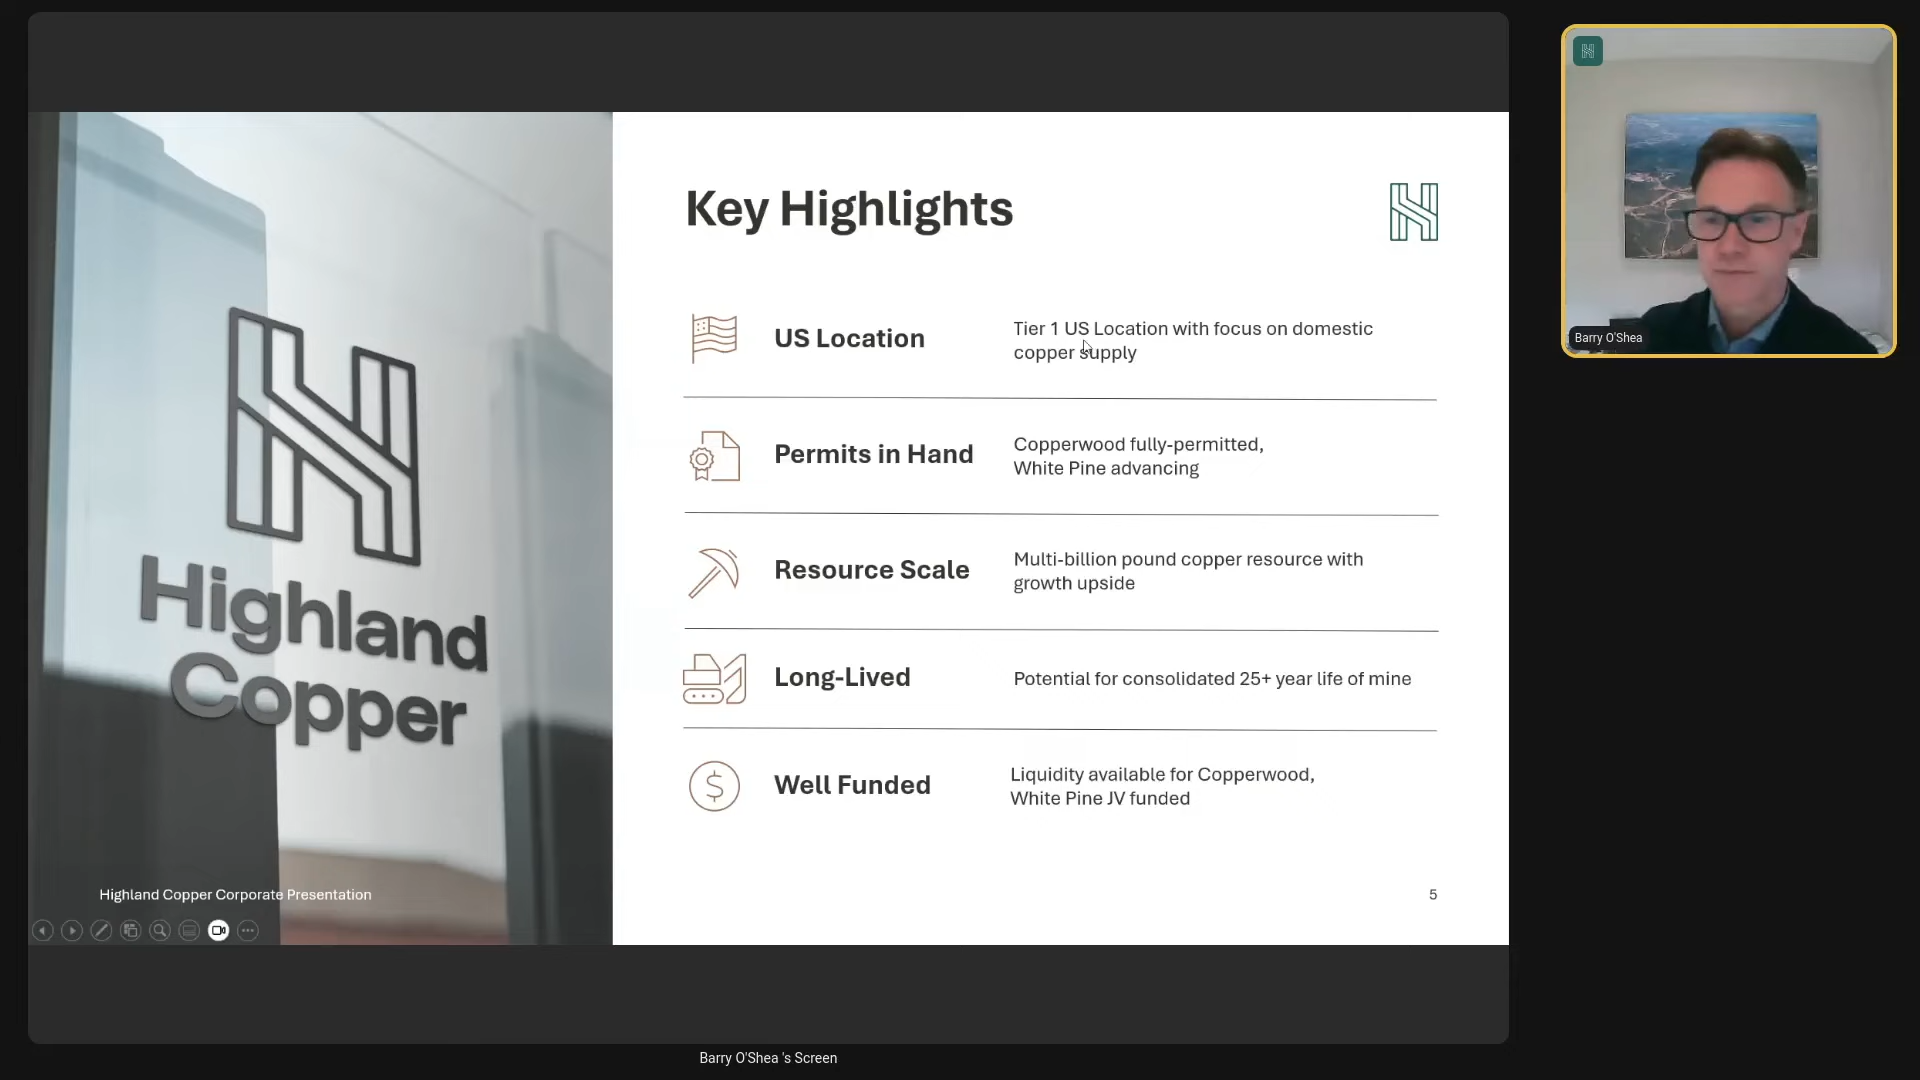 Key Highlights
US Location
Tier 1 US Location with focus on domestic
copper supply
Permits in Hand
Copperwood fully-permitted,
White Pine advancing
Resource Scale
Multi-billion pound copper resource with
growth upside
Long-Lived
Potential for consolidated 25+ year life of mine
Well Funded
Liquidity available for Copperwood,
White Pine JV funded
Highland
Copper
Highland Copper Corporate Presentation
5
Barry O'Shea
Barry O'Shea 's Screen